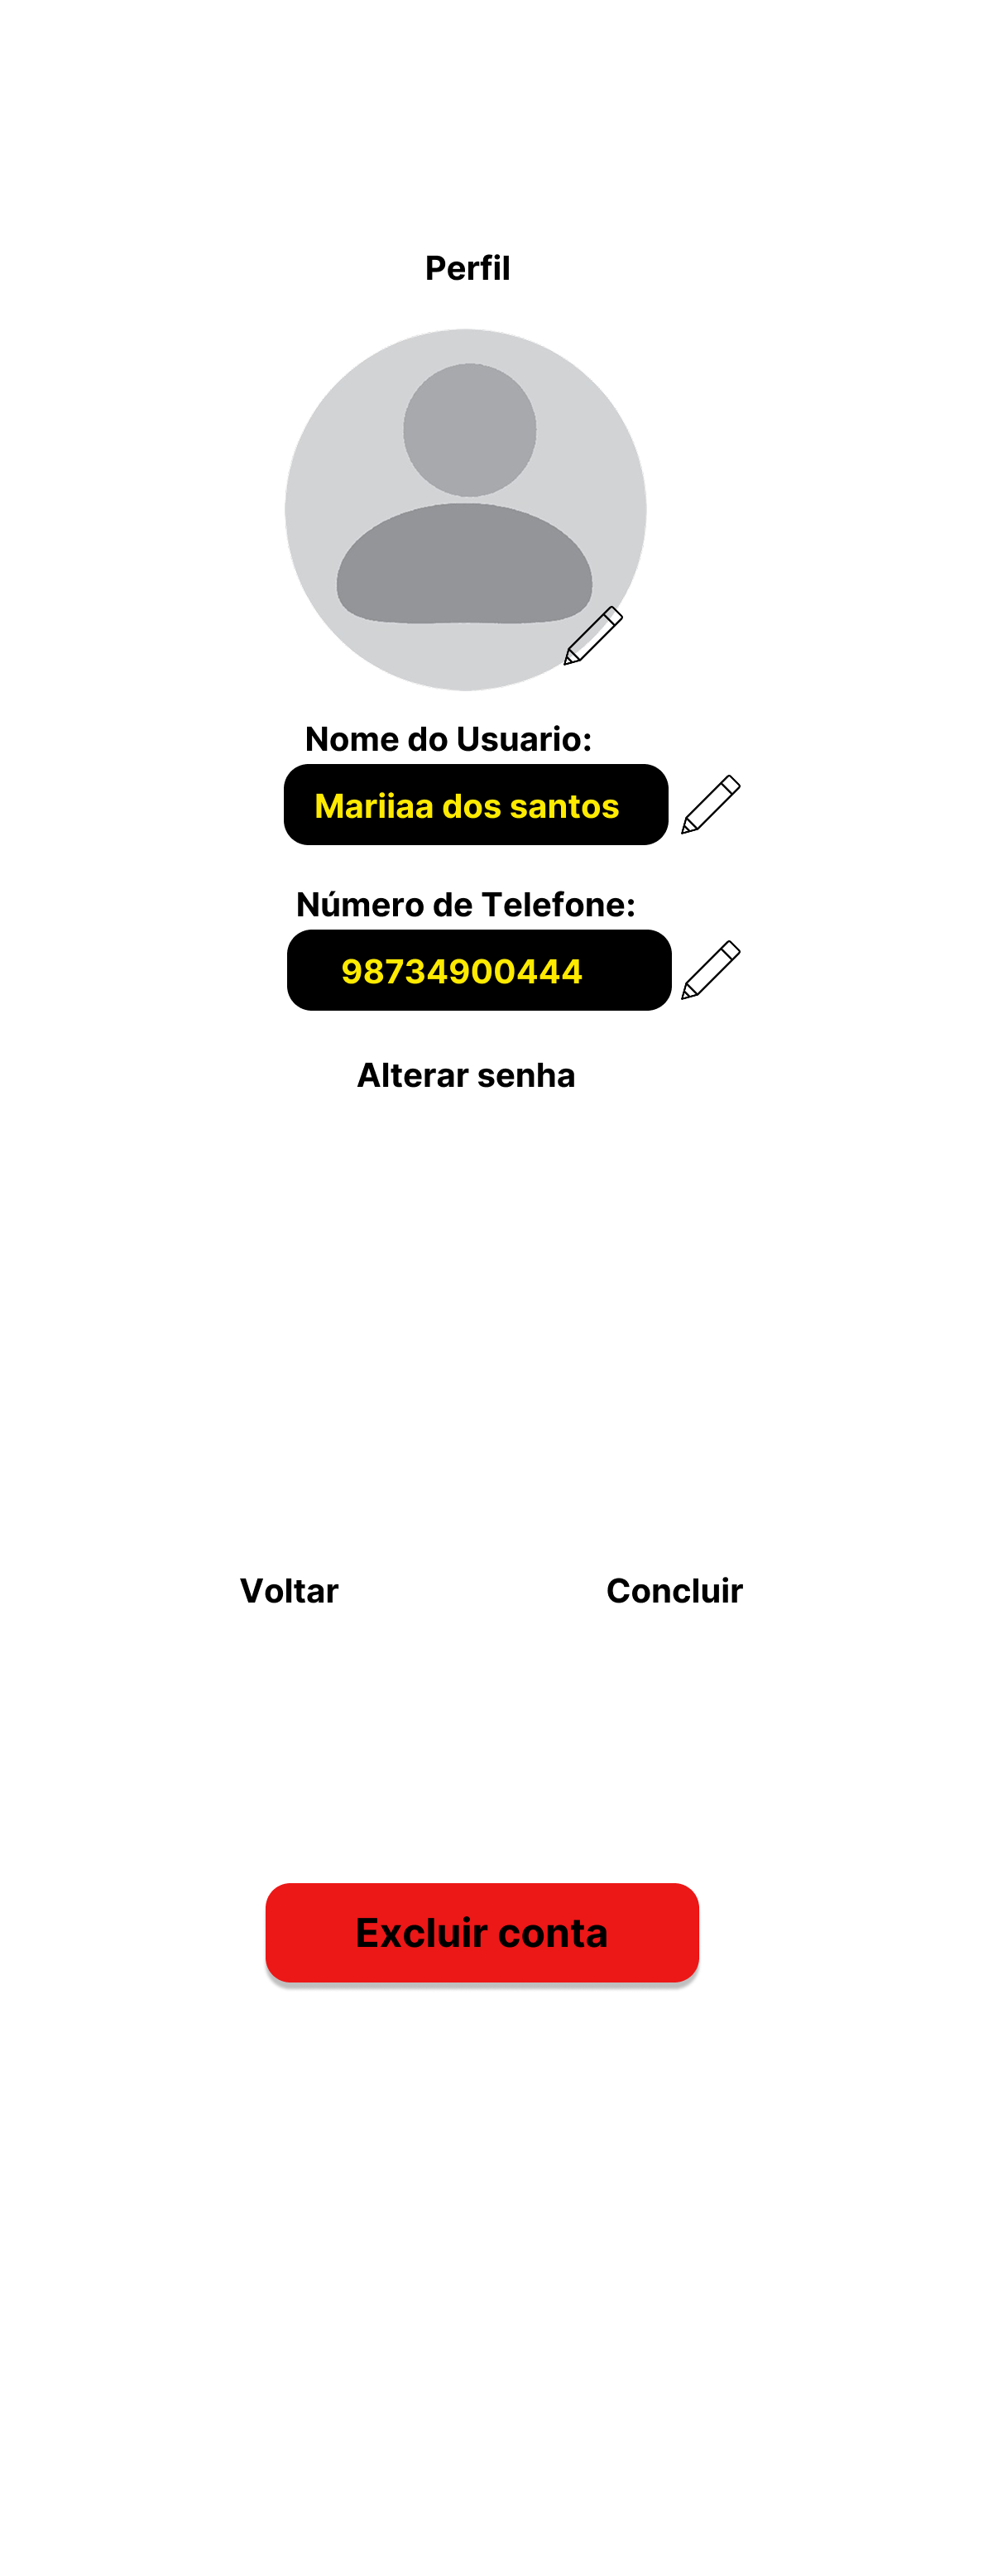 Perfil
Nome do Usuario:
Mariiaa dos santos
Número de Telefone:
98734900444
Alterar senha
Voltar
Concluir
Excluir conta